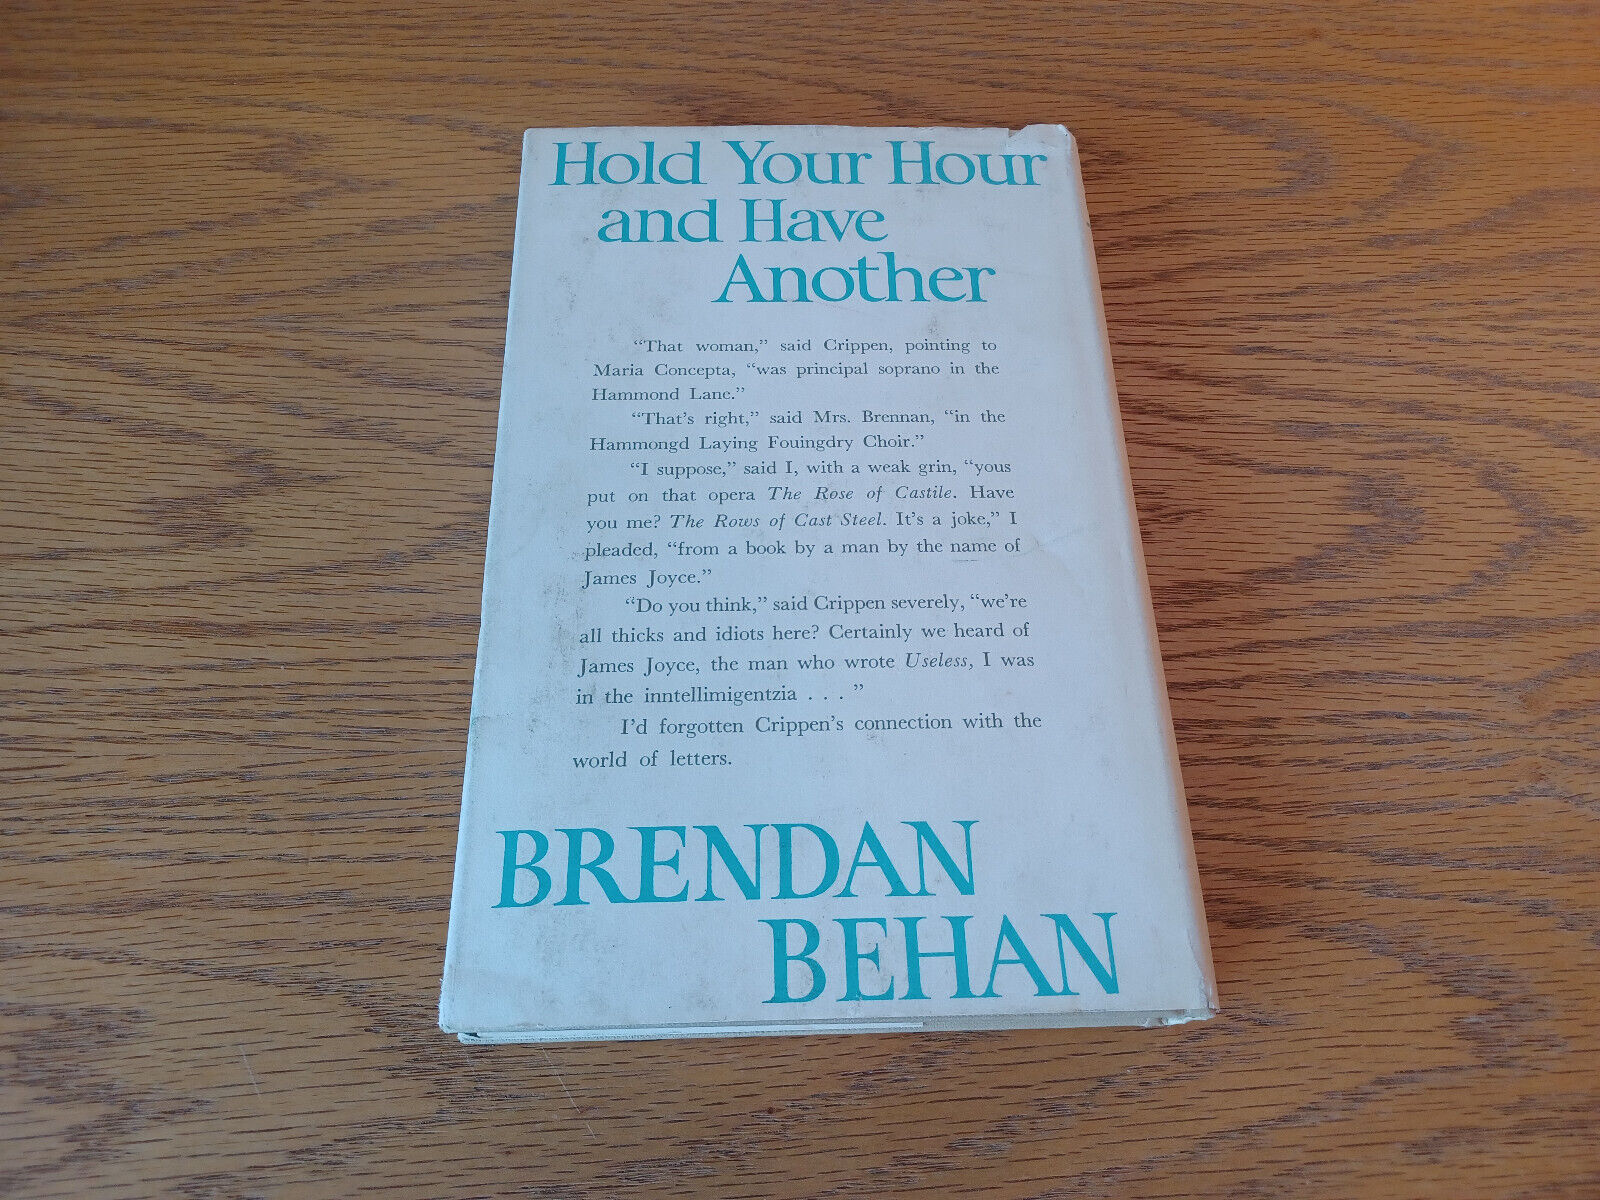 Hold Your Hour
and Have
Another
“That woman,” said Crippen, pointing to
Maria Concepta, “was principal soprano in the
Hammond Lane.”
“That’s right,” said Mrs. Brennan, “in the
Hammongd Laying Fouingdry Choir.”
“I suppose,” said I, with a weak grin, “yous
put on that opera The Rose of Castile. Have
you me? The Rows of Cast Steel. It’s a joke,” I
pleaded, “from a book by a man by the name of
James Joyce.”
“Do you think,” said Crippen severely, “we’re
all thicks and idiots here? Certainly we heard of
James Joyce, the man who wrote Useless, I was
in the inntellimigentzia . . . ”
I’d forgotten Crippen’s connection with the
world of letters.
BRENDAN
BEHAN